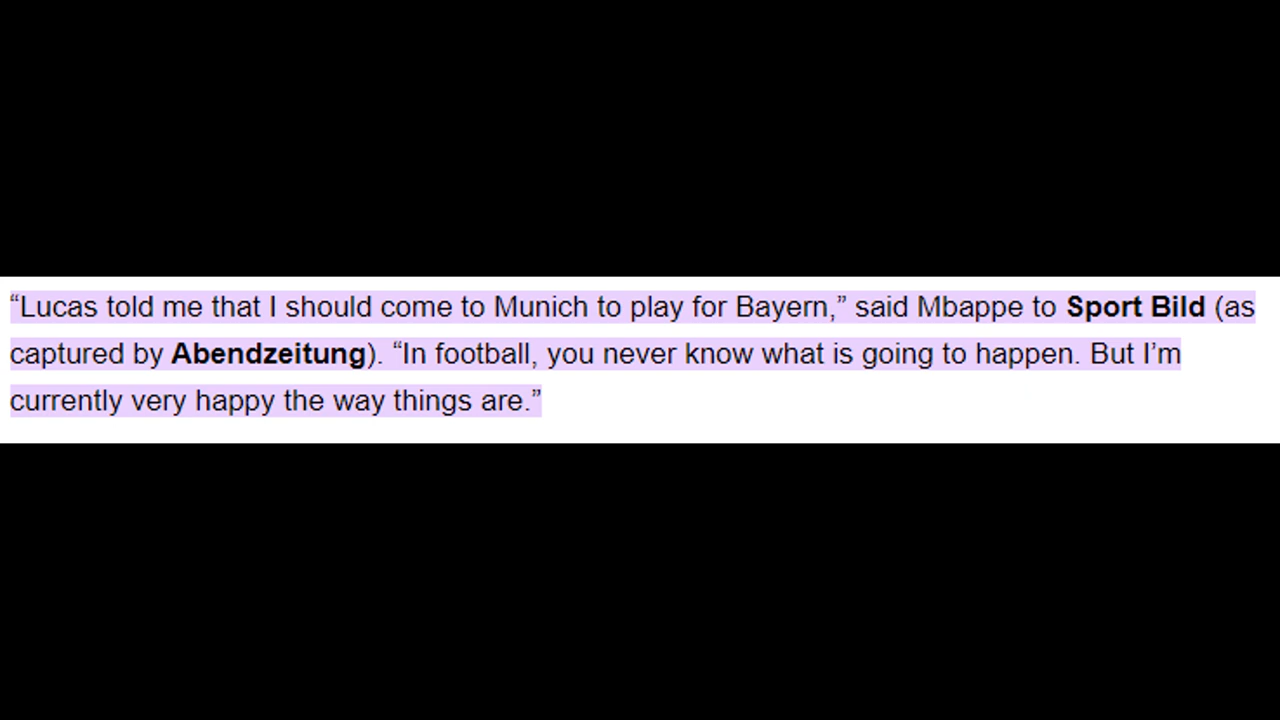 “Lucas told me that I should come to Munich to play for Bayern,” said Mbappe to Sport Bild (as
captured by Abendzeitung). “In football, you never know what is going to happen. But I’m
currently very happy the way things are.”